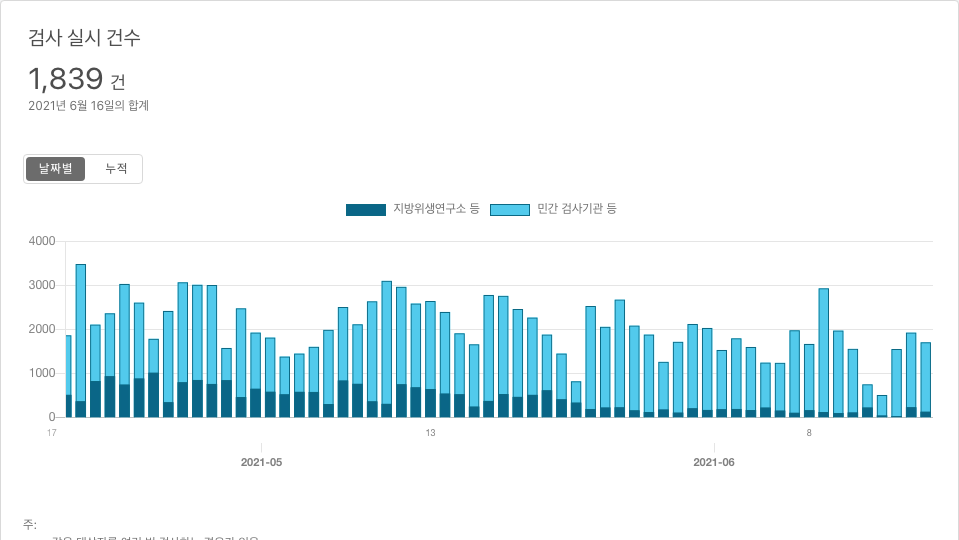 검사 실시 건수
1,839 건
2021년 6월 16일의 합계
날짜별 누적
지방위생연구소 등 민간 검사기관 등
4000
3000
2000
1000
0
17 13 8
2021-05 2021-06
주: